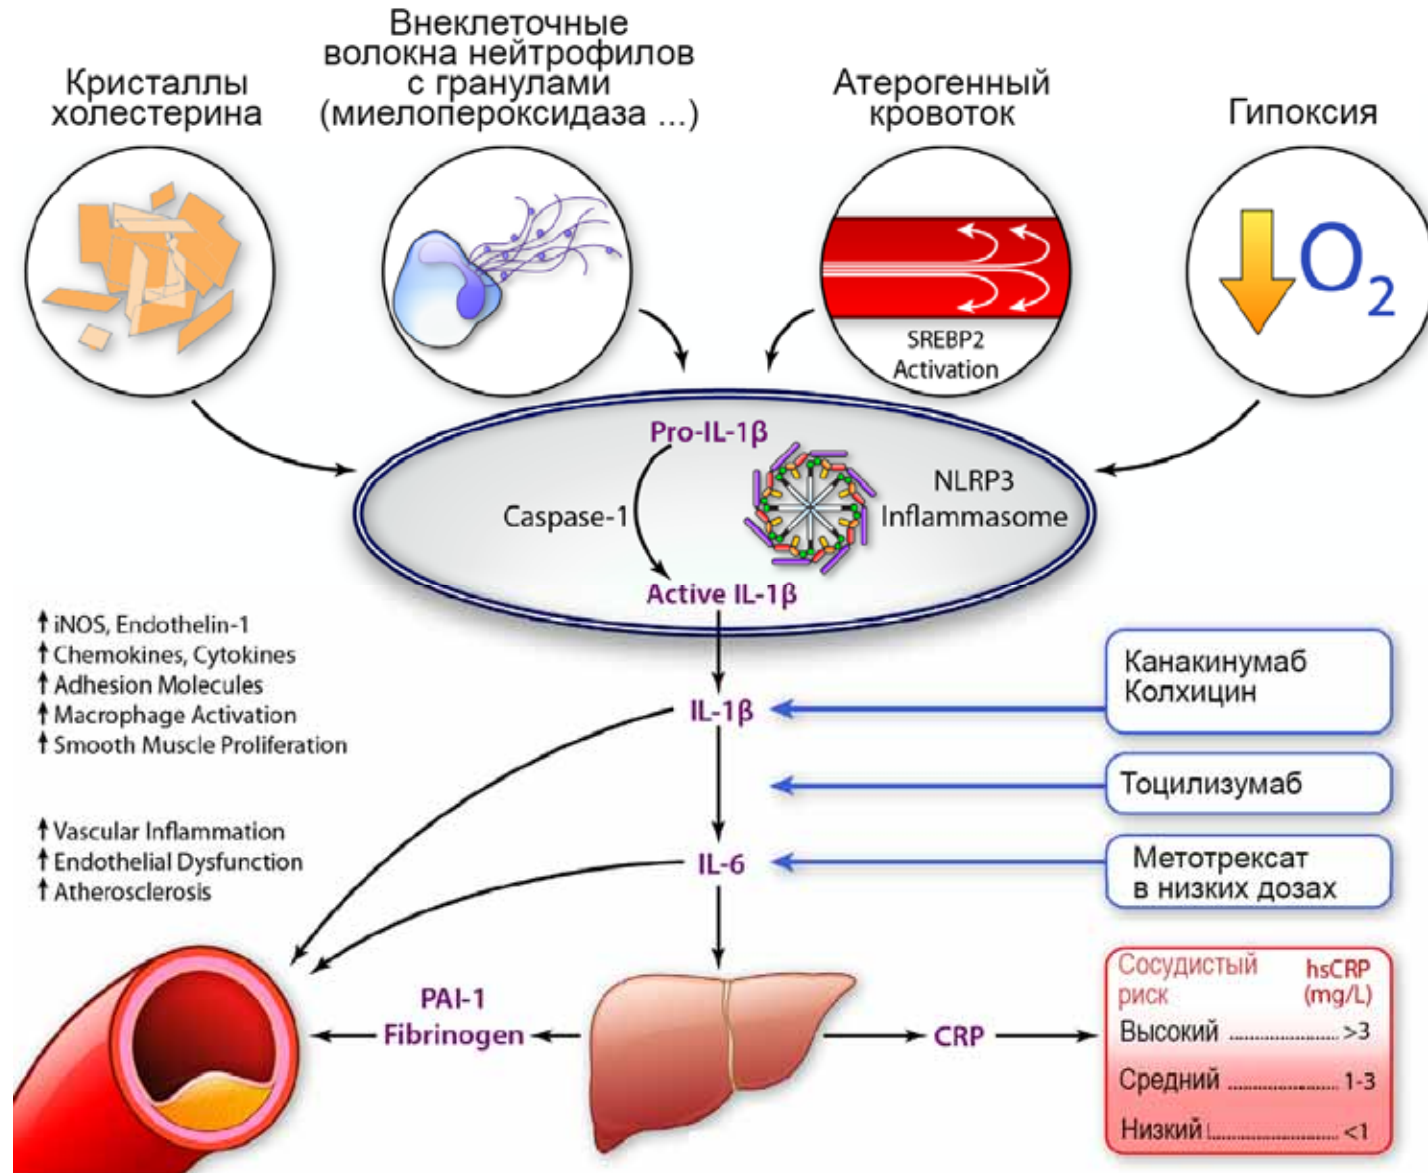 Кристаллы
холестерина
Внеклеточные
волокна нейтрофилов
с гранулами
(миелопероксидаза ...)
Атерогенный
кровоток
Гипоксия
SREBP2
Activation
O2
Pro-IL-1β
Caspase-1
NLRP3
Inflammasome
Active IL-1β
iNOS, Endothelin-1
Chemokines, Cytokines
Adhesion Molecules
Macrophage Activation
Smooth Muscle Proliferation
IL-1β
Канакинумаб
Колхицин
Тоцилизумаб
Vascular Inflammation
Endothelial Dysfunction
Atherosclerosis
IL-6
Метотрексат
в низких дозах
PAI-1
Fibrinogen
CRP
Сосудистый hsCRP
риск (mg/L)
Высокий ........................ >3
Средний ........................ 1-3
Низкий ........................ <1